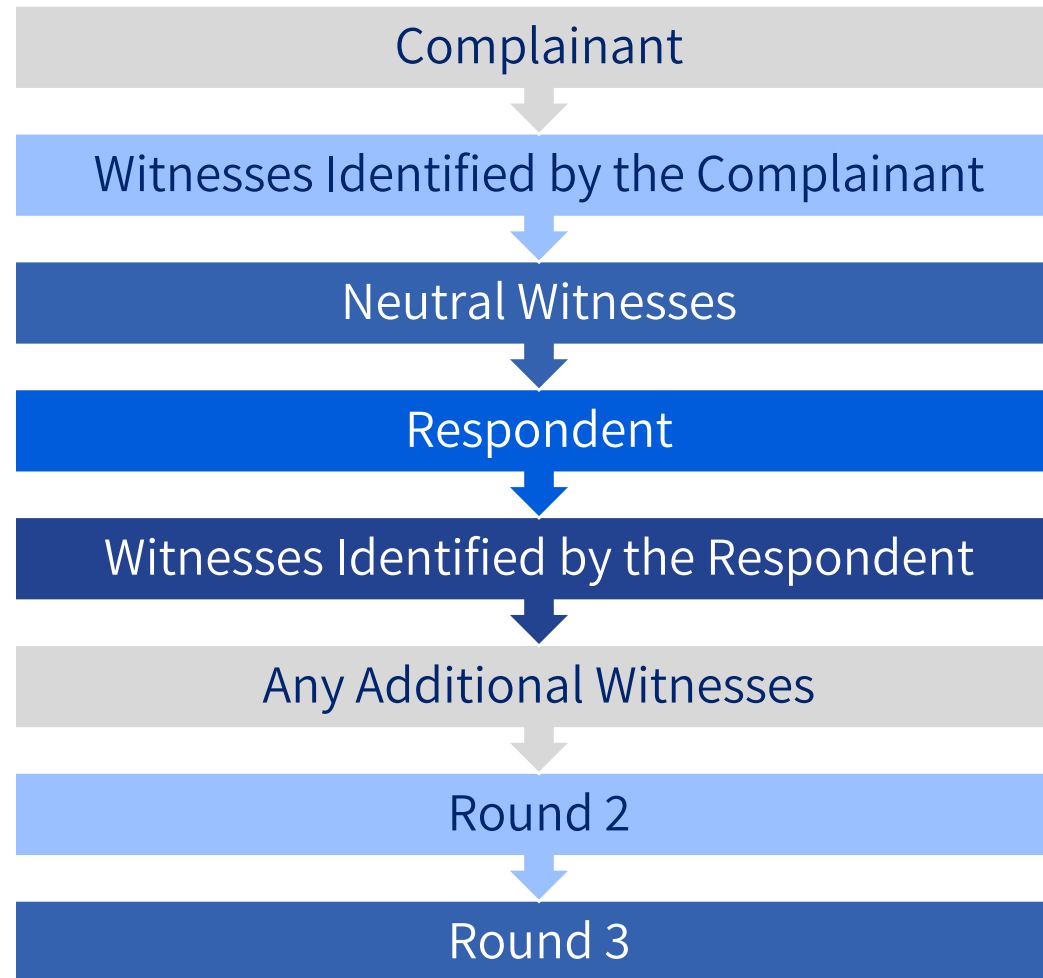 Complainant
Witnesses Identified by the Complainant
Neutral Witnesses
Respondent
Witnesses Identified by the Respondent
Any Additional Witnesses
Round 2
Round 3